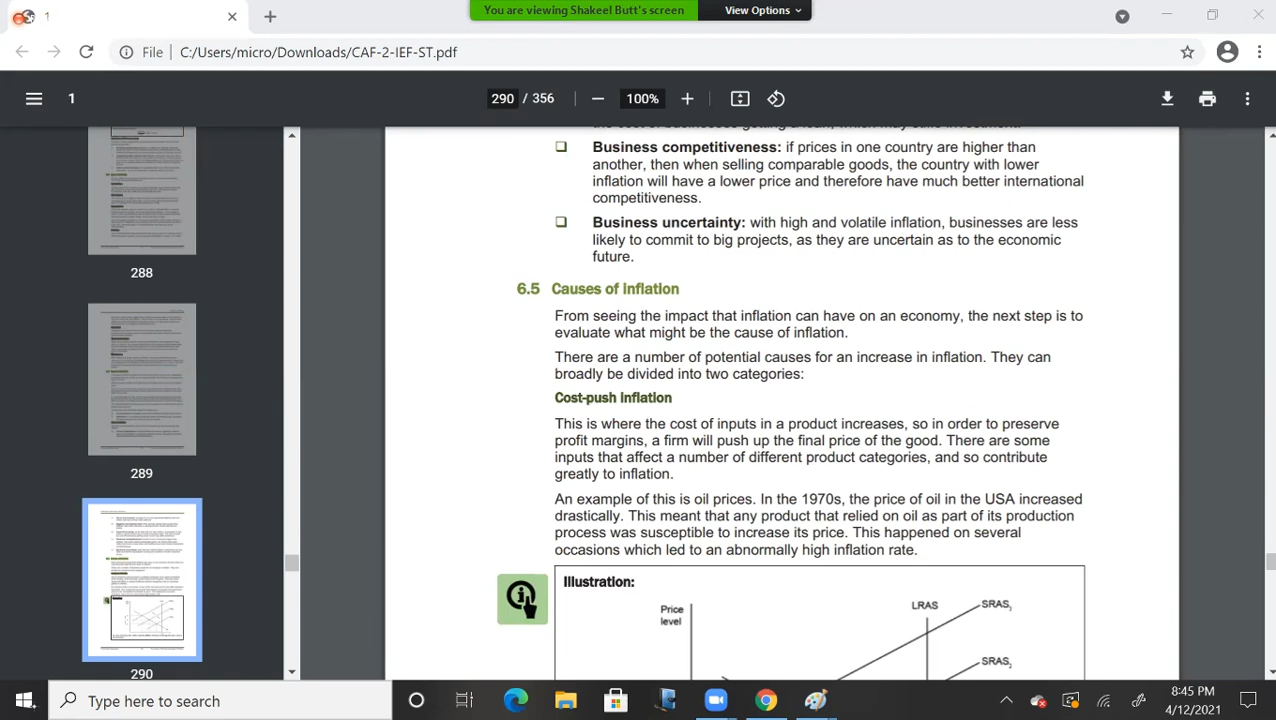 1
You are viewing Shakeel Butt's screen
View Options
File
C:/Users/micro/Downloads/CAF-2-IEF-ST.pdf
1
290 / 356
100%
288
289
290
❑ Business competitiveness: if prices in one country are higher than
another, then when selling comparable goods, the country with lower
inflation will have a lower price and therefore have much better international
competitiveness.
❑ Business uncertainty: with high and volatile inflation, businesses are less
likely to commit to big projects, as they are uncertain as to the economic
future.
6.5 Causes of inflation
From seeing the impact that inflation can have on an economy, the next step is to
evaluate what might be the cause of inflation.
There are a number of potential causes for an increase in inflation. They can
broadly be divided into two categories:
Cost-push Inflation
This is where the cost of inputs in a product increases, so in order to preserve
profit margins, a firm will push up the final price of the good. There are some
inputs that affect a number of different product categories, and so contribute
greatly to inflation.
An example of this is oil prices. In the 1970s, the price of oil in the USA increased
drastically. This meant that any product that relied on oil as part of its production
process was susceptible to increase its price. This happened on several
occasions which led to an abnormally high inflation rate.
Illustration:
Price
level
LRAS
SRAS₁
SRAS₂
Type here to search
8:45 PM
4/12/2021